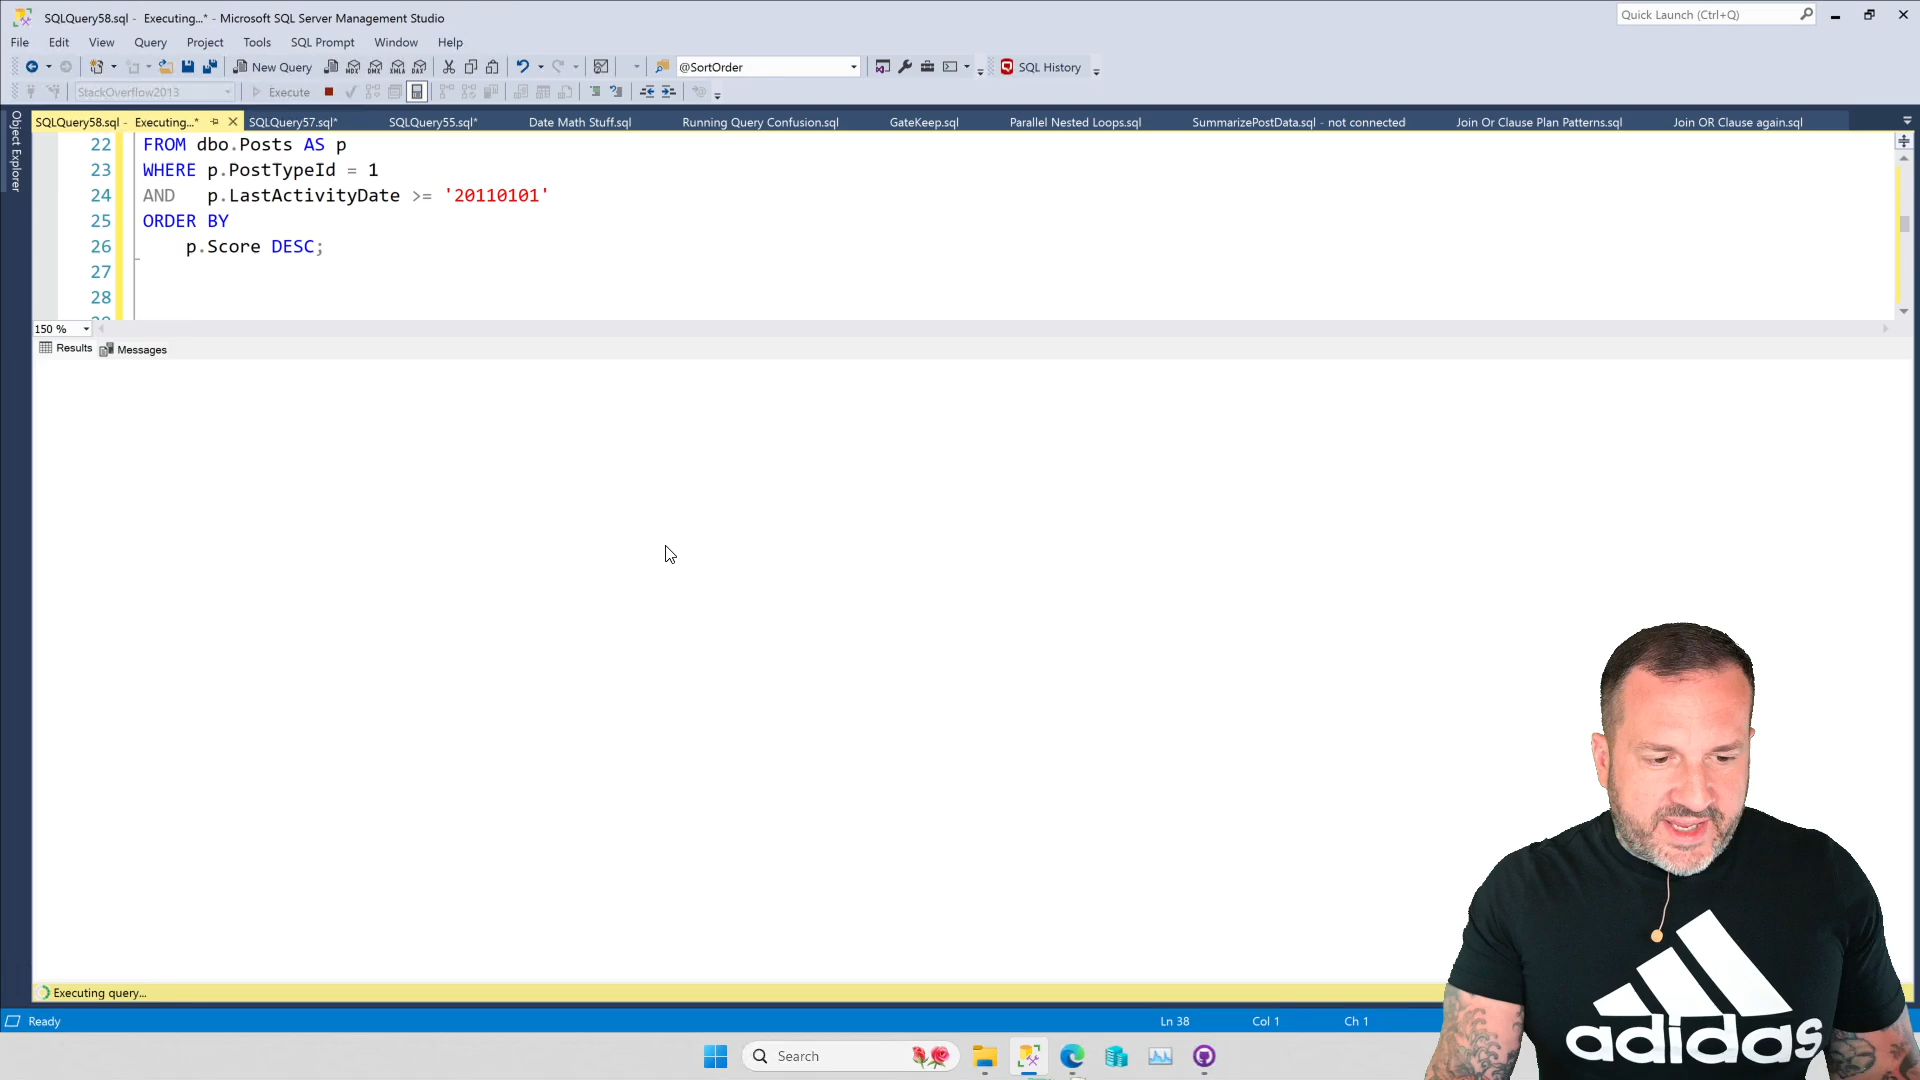 SQLQuery58.sql - Executing...* - Microsoft SQL Server Management Studio
Quick Launch (Ctrl+Q)
File Edit View Query Project Tools SQL Prompt Window Help
New Query
@SortOrder
SQL History
StackOverflow2013
Execute
SQLQuery58.sql - Executing...*
SQLQuery57.sql*
SQLQuery55.sql*
Date Math Stuff.sql
Running Query Confusion.sql
GateKeep.sql
Parallel Nested Loops.sql
SummarizePostData.sql - not connected
Join Or Clause Plan Patterns.sql
Join OR Clause again.sql
Object Explorer
22 FROM dbo.Posts AS p
23 WHERE p.PostTypeId = 1
24 AND p.LastActivityDate >= '20110101'
25 ORDER BY
26 p.Score DESC;
27
28
150 %
Results Messages
Executing query...
Ready
Ln 38 Col 1 Ch 1
Search
adidas